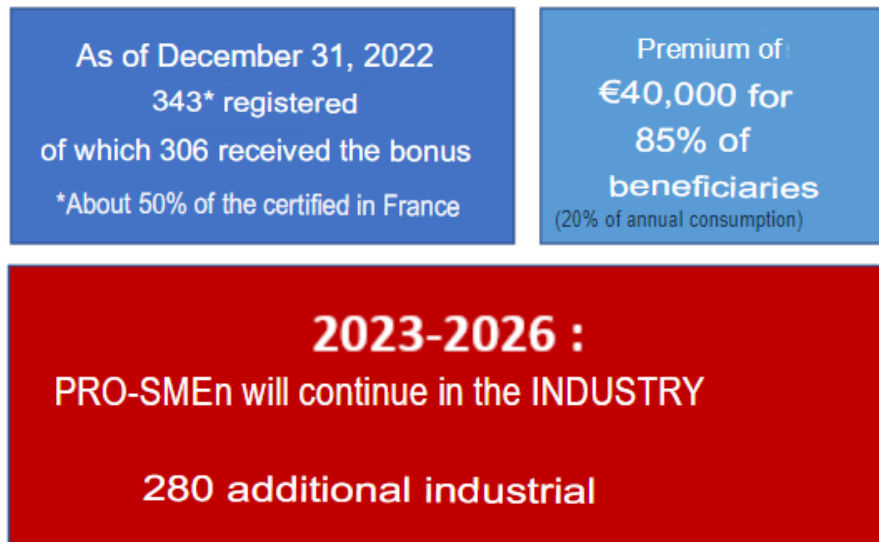 As of December 31, 2022
343* registered
of which 306 received the bonus
*About 50% of the certified in France
Premium of
€40,000 for
85% of
beneficiaries
(20% of annual consumption)
2023-2026 :
PRO-SMEn will continue in the INDUSTRY
280 additional industrial